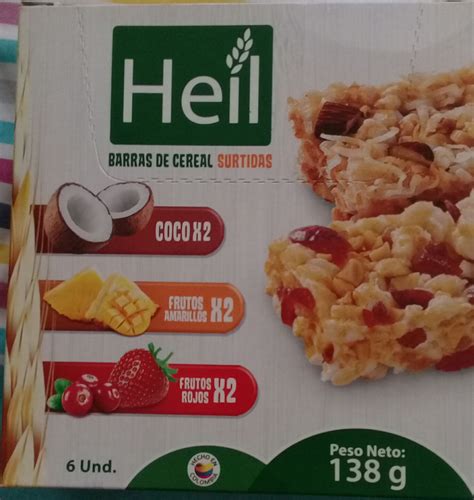 Heil
BARRAS DE CEREAL SURTIDAS
COCO X2
FRUTOS
AMARILLOS X2
FRUTOS
ROJOS X2
6 Und.
HECHO EN
COLOMBIA
Peso Neto:
138 g